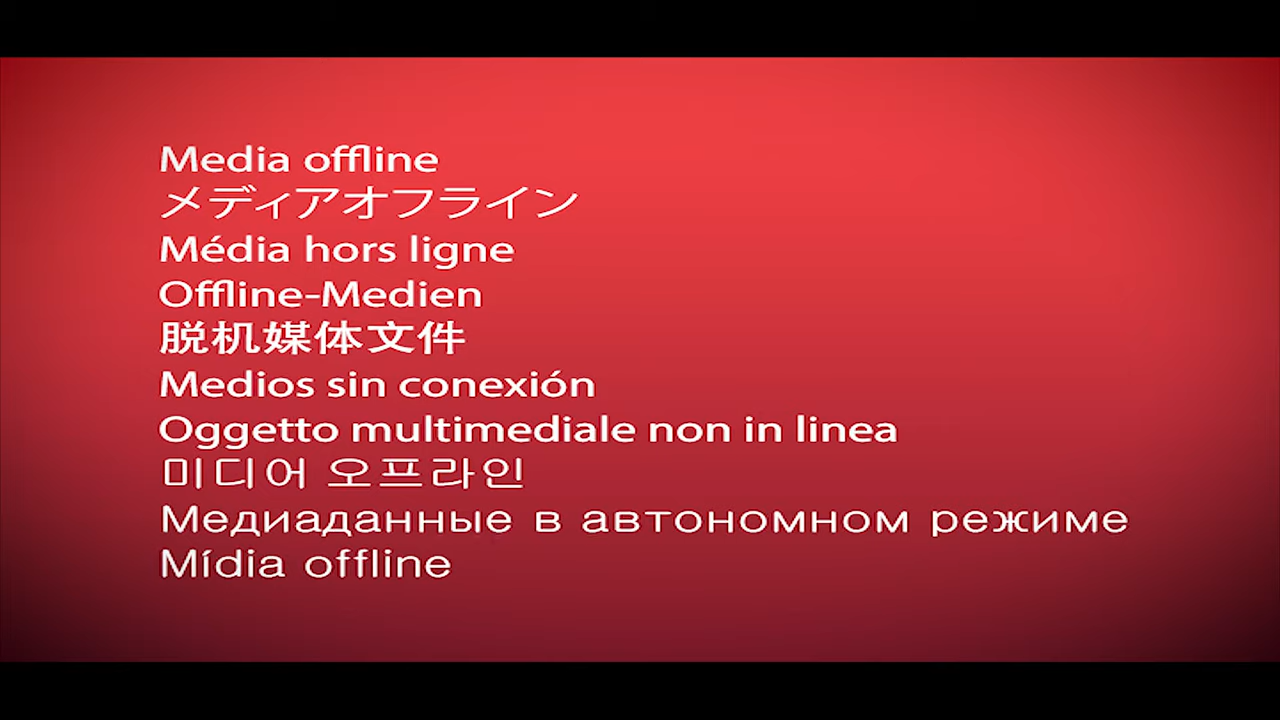 Media offline
メディアオフライン
Média hors ligne
Offline-Medien
脱机媒体文件
Medios sin conexión
Oggetto multimediale non in linea
미디어 오프라인
Медиаданные в автономном режиме
Mídia offline